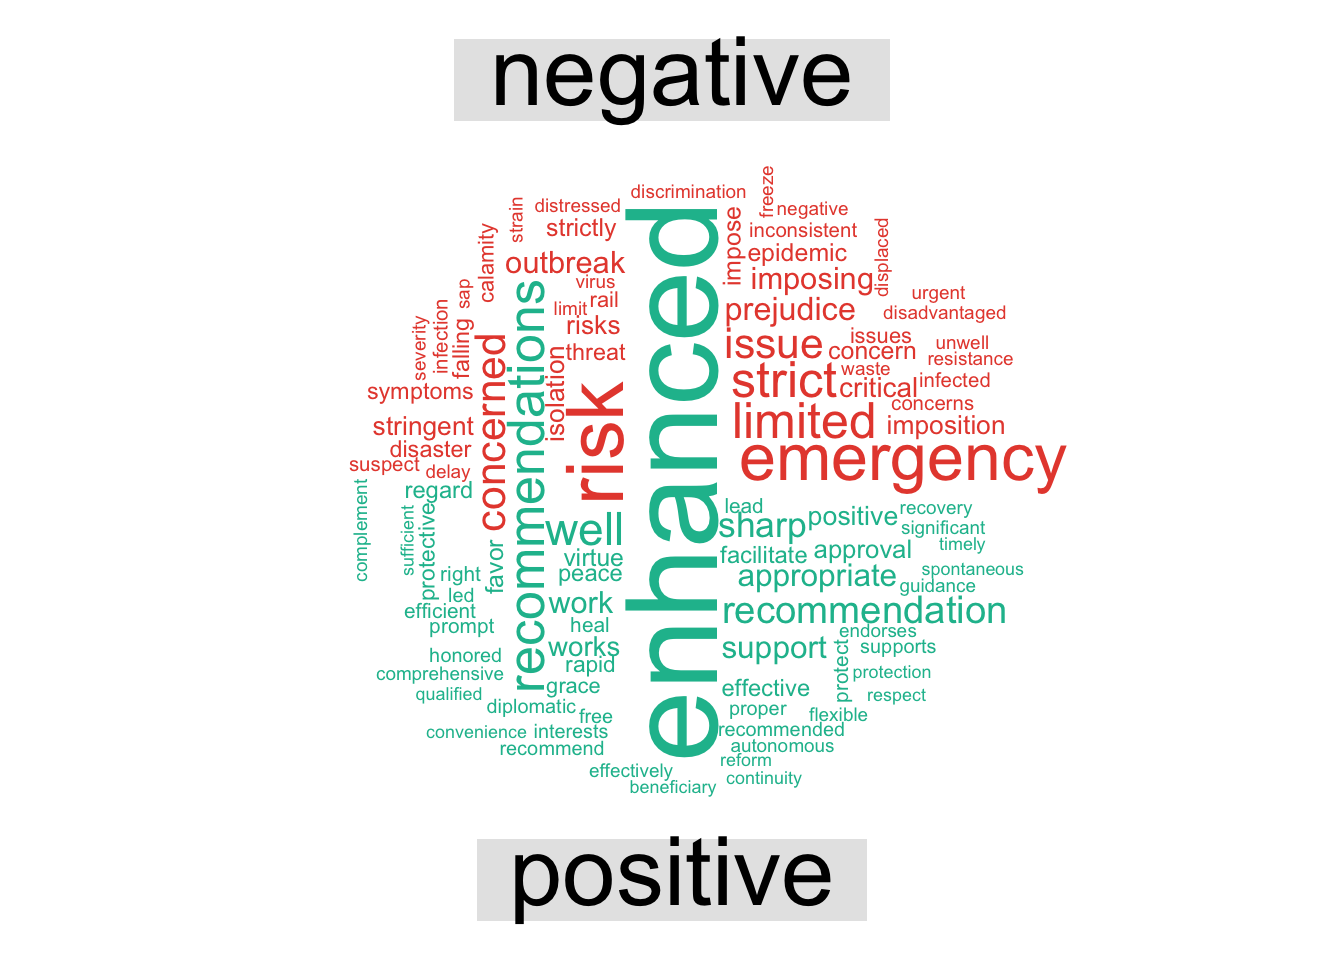 negative
discrimination
freeze
strain
distressed
negative
strictly
impose
inconsistent
displaced
calamity
outbreak
epidemic
virus
imposing
sap
rail
limit
urgent
prejudice
disadvantaged
severity
infection
falling
risks
issue
issues
unwell
concerned
recommendations
isolation
threat
concern
resistance
risk
enhanced
strict
waste
critical
infected
symptoms
limited
concerns
stringent
imposition
disaster
suspect
delay
emergency
regard
complement
sufficient
protective
favor
well
lead
sharp
positive
recovery
significant
timely
virtue
facilitate
approval
right
peace
appropriate
spontaneous
led
guidance
efficient
work
recommendation
prompt
heal
endorses
honored
works
support
supports
comprehensive
rapid
protect
protection
qualified
grace
effective
respect
diplomatic
free
proper
flexible
convenience
interests
recommended
recommend
autonomous
reform
effectively
continuity
beneficiary
positive